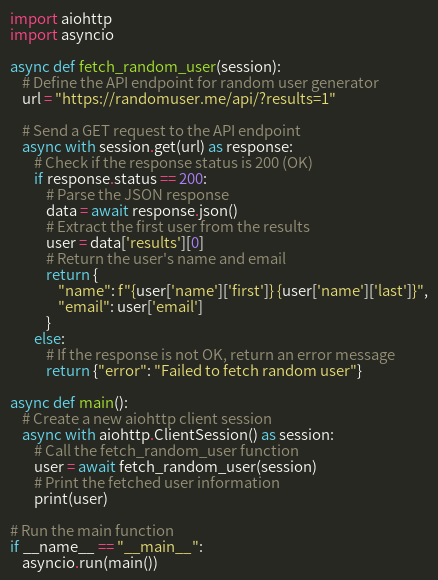 import aiohttp
import asyncio

async def fetch_random_user(session):
    # Define the API endpoint for random user generator
    url = "https://randomuser.me/api/?results=1"

    # Send a GET request to the API endpoint
    async with session.get(url) as response:
        # Check if the response status is 200 (OK)
        if response.status == 200:
            # Parse the JSON response
            data = await response.json()
            # Extract the first user from the results
            user = data['results'][0]
            # Return the user's name and email
            return {
                "name": f"{user['name']['first']} {user['name']['last']}",
                "email": user['email']
            }
        else:
            # If the response is not OK, return an error message
            return {"error": "Failed to fetch random user"}

async def main():
    # Create a new aiohttp client session
    async with aiohttp.ClientSession() as session:
        # Call the fetch_random_user function
        user = await fetch_random_user(session)
        # Print the fetched user information
        print(user)

# Run the main function
if __name__ == "__main__":
    asyncio.run(main())